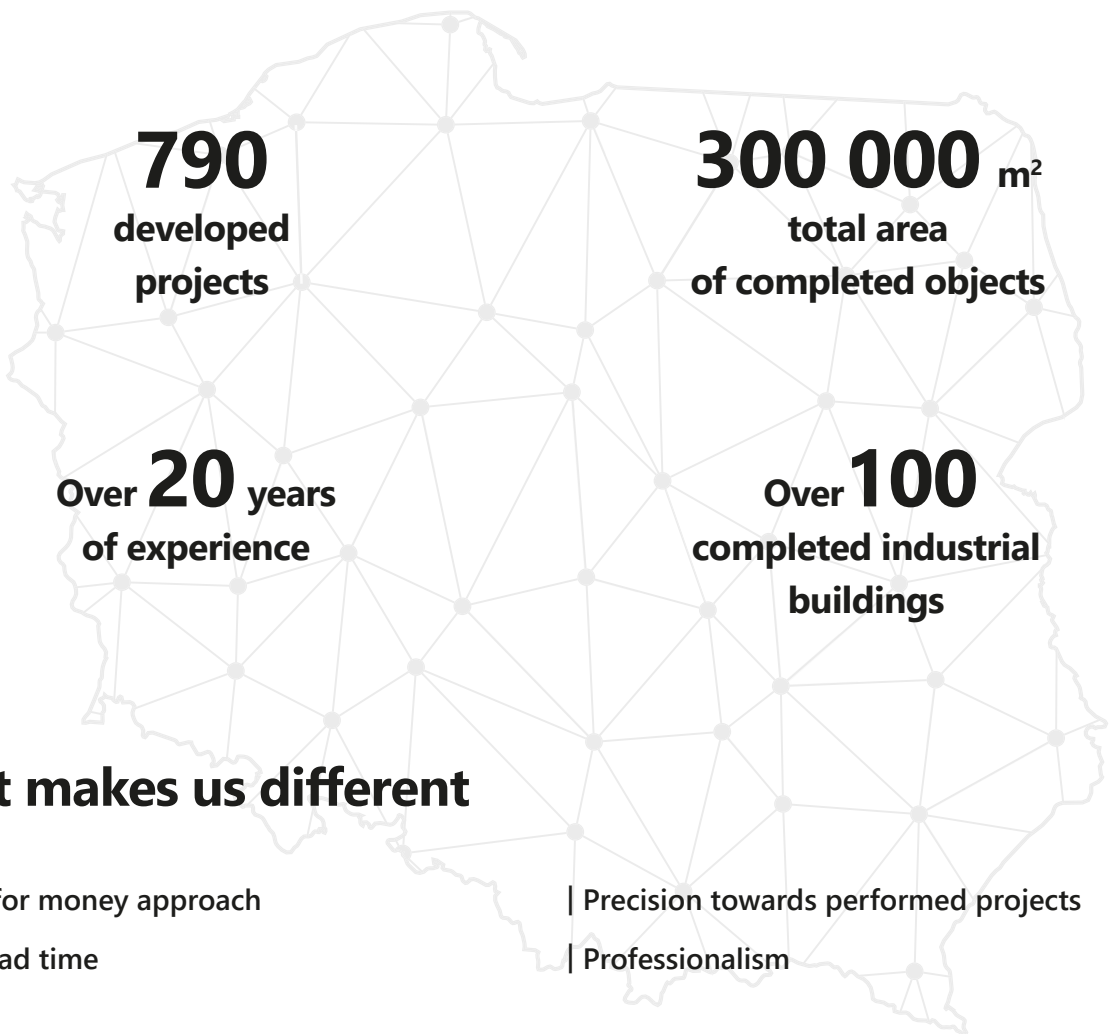 790
developed
projects
300 000 m²
total area
of completed objects
Over 20 years
of experience
Over 100
completed industrial
buildings
t makes us different
for money approach
ad time
| Precision towards performed projects
| Professionalism